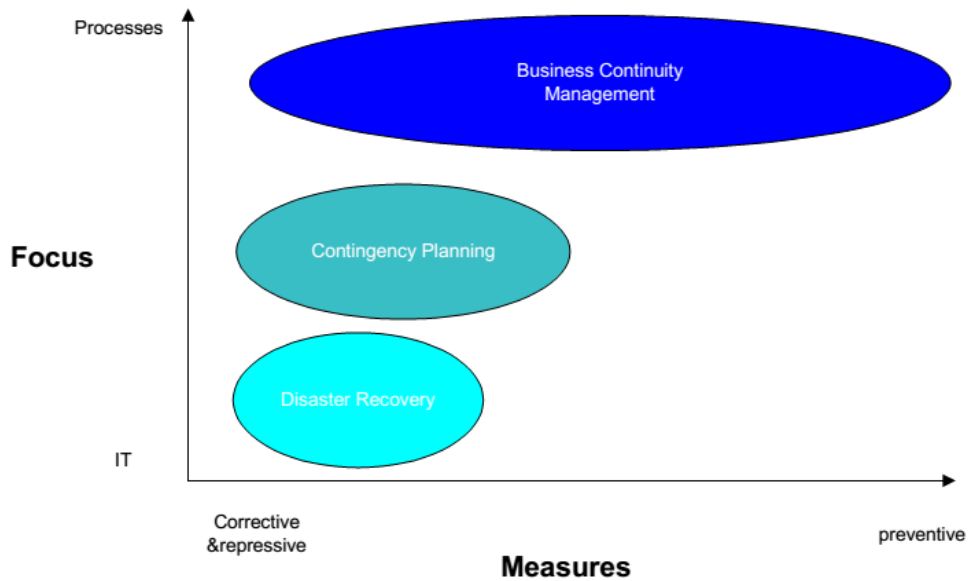 Processes
Business Continuity
Management
Contingency Planning
Focus
Disaster Recovery
IT
Corrective
&repressive
preventive
Measures